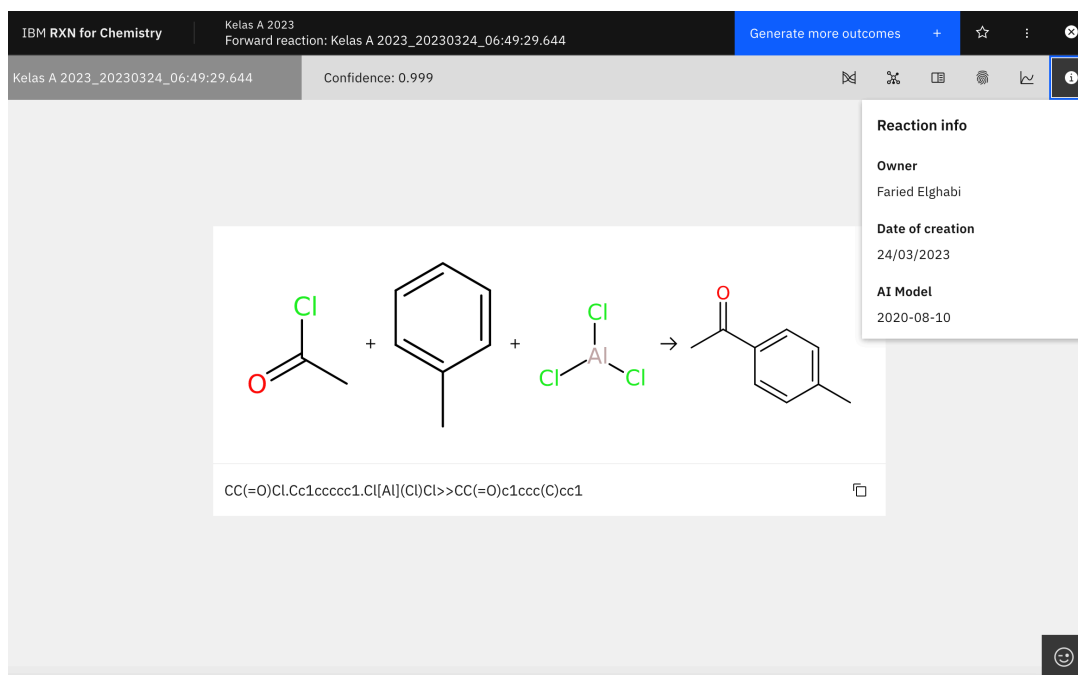 IBM RXN for Chemistry
Kelas A 2023
Forward reaction: Kelas A 2023_20230324_06:49:29.644
Generate more outcomes +
Kelas A 2023_20230324_06:49:29.644
Confidence: 0.999
Reaction info
Owner
Faried Elghabi
Date of creation
24/03/2023
AI Model
2020-08-10
Cl
O
+
+
Cl
Al
Cl
Cl
O
CC(=O)Cl.Cc1ccccc1.Cl[Al](Cl)Cl>>CC(=O)c1ccc(C)cc1